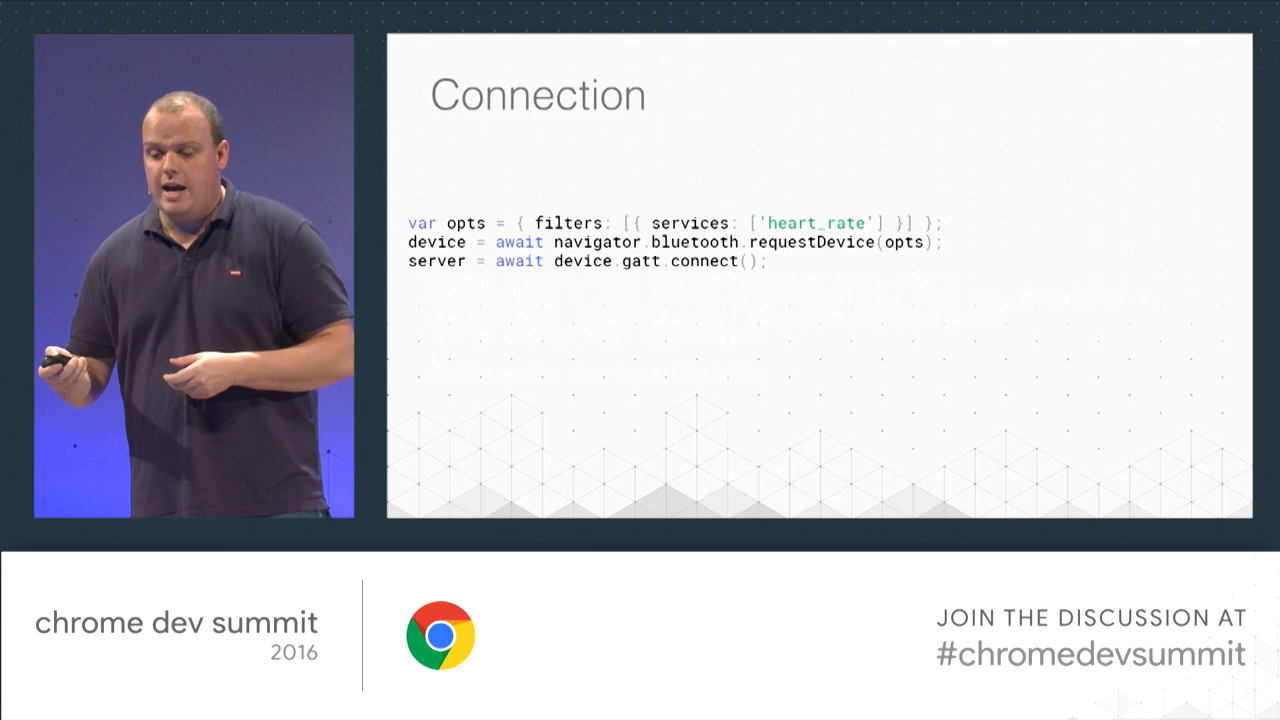 Connection
var opts = { filters: [{ services: ['heart_rate'] }] };
device = await navigator.bluetooth.requestDevice(opts);
server = await device.gatt.connect();
chrome dev summit
2016
JOIN THE DISCUSSION AT
#chromedevsummit